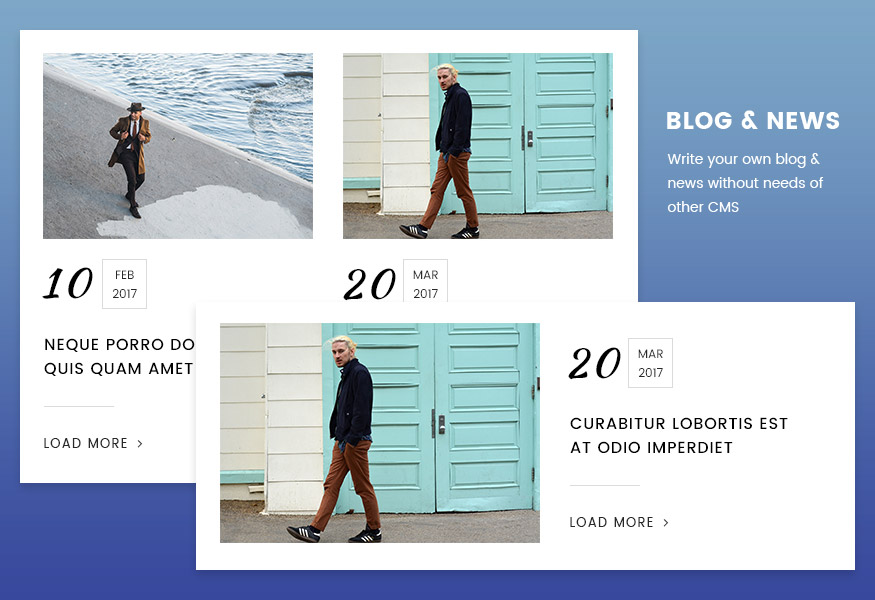 BLOG & NEWS
Write your own blog &
news without needs of
other CMS
10
FEB
2017
NEQUE PORRO DO
QUIS QUAM AMET
LOAD MORE >
20
MAR
2017
20
MAR
2017
CURABITUR LOBORTIS EST
AT ODIO IMPERDIET
LOAD MORE >